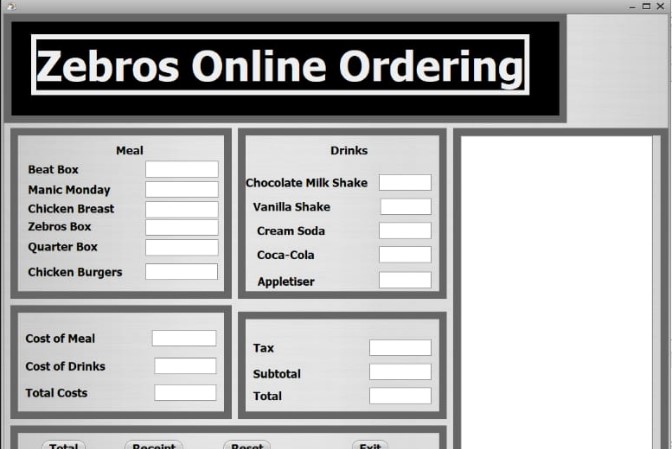 Zebros Online Ordering
Meal
Beat Box
Manic Monday
Chicken Breast
Zebros Box
Quarter Box
Chicken Burgers
Drinks
Chocolate Milk Shake
Vanilla Shake
Cream Soda
Coca-Cola
Appletiser
Cost of Meal
Cost of Drinks
Total Costs
Tax
Subtotal
Total
Total Receipt Reset Exit